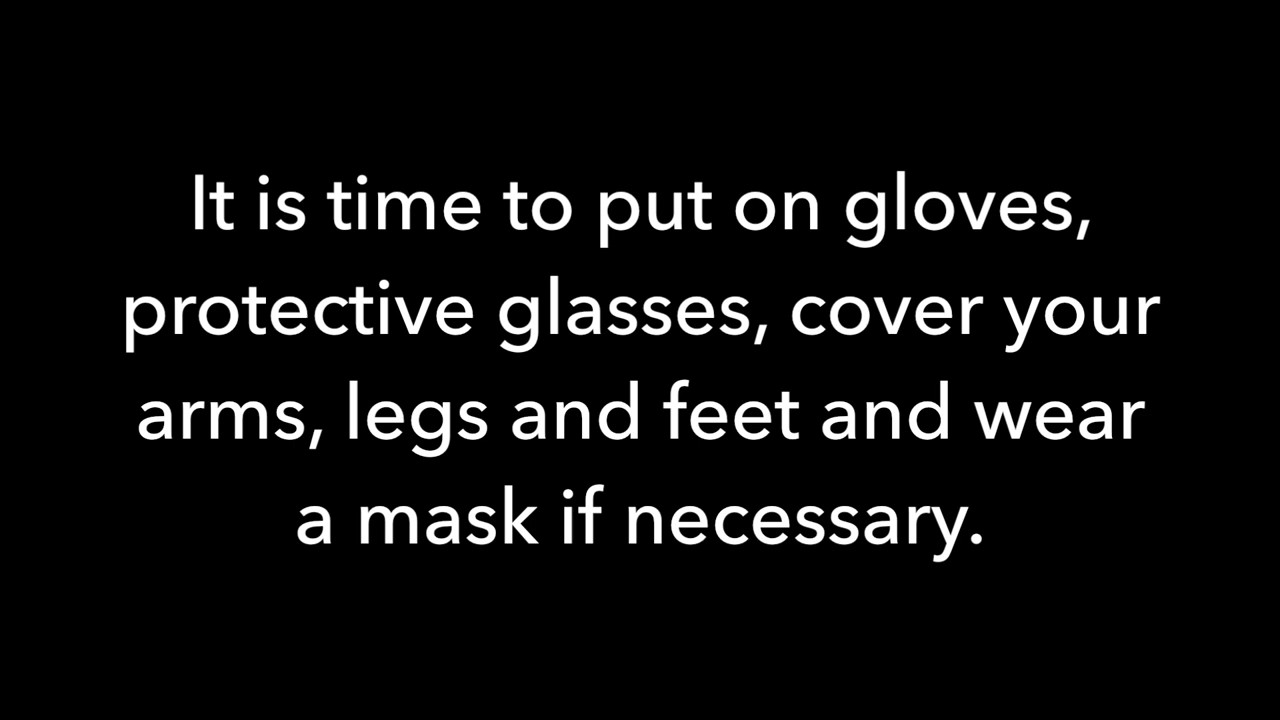 It is time to put on gloves,
protective glasses, cover your
arms, legs and feet and wear
a mask if necessary.